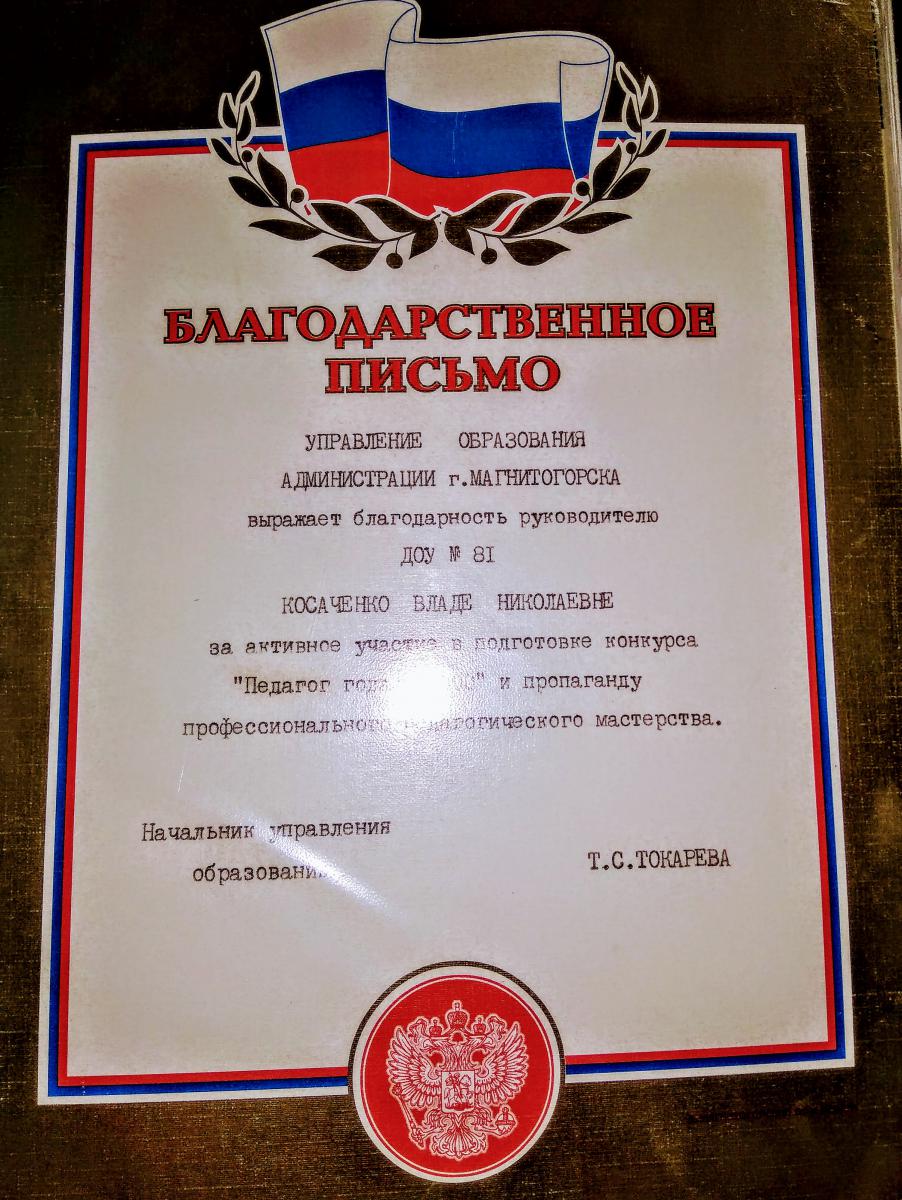 БЛАГОДАРСТВЕННОЕ
ПИСЬМО
УПРАВЛЕНИЕ ОБРАЗОВАНИЯ
АДМИНИСТРАЦИИ г.МАГНИТОГОРСКА
выражает благодарность руководителю
ДОУ № 81
КОСАЧЕНКО ВЛАДЕ НИКОЛАЕВНЕ
за активное участие в подготовке конкурса
"Педагог года и пропаганду
профессионального педагогического мастерства.
Начальник управления
образования
Т.С.ТОКАРЕВА